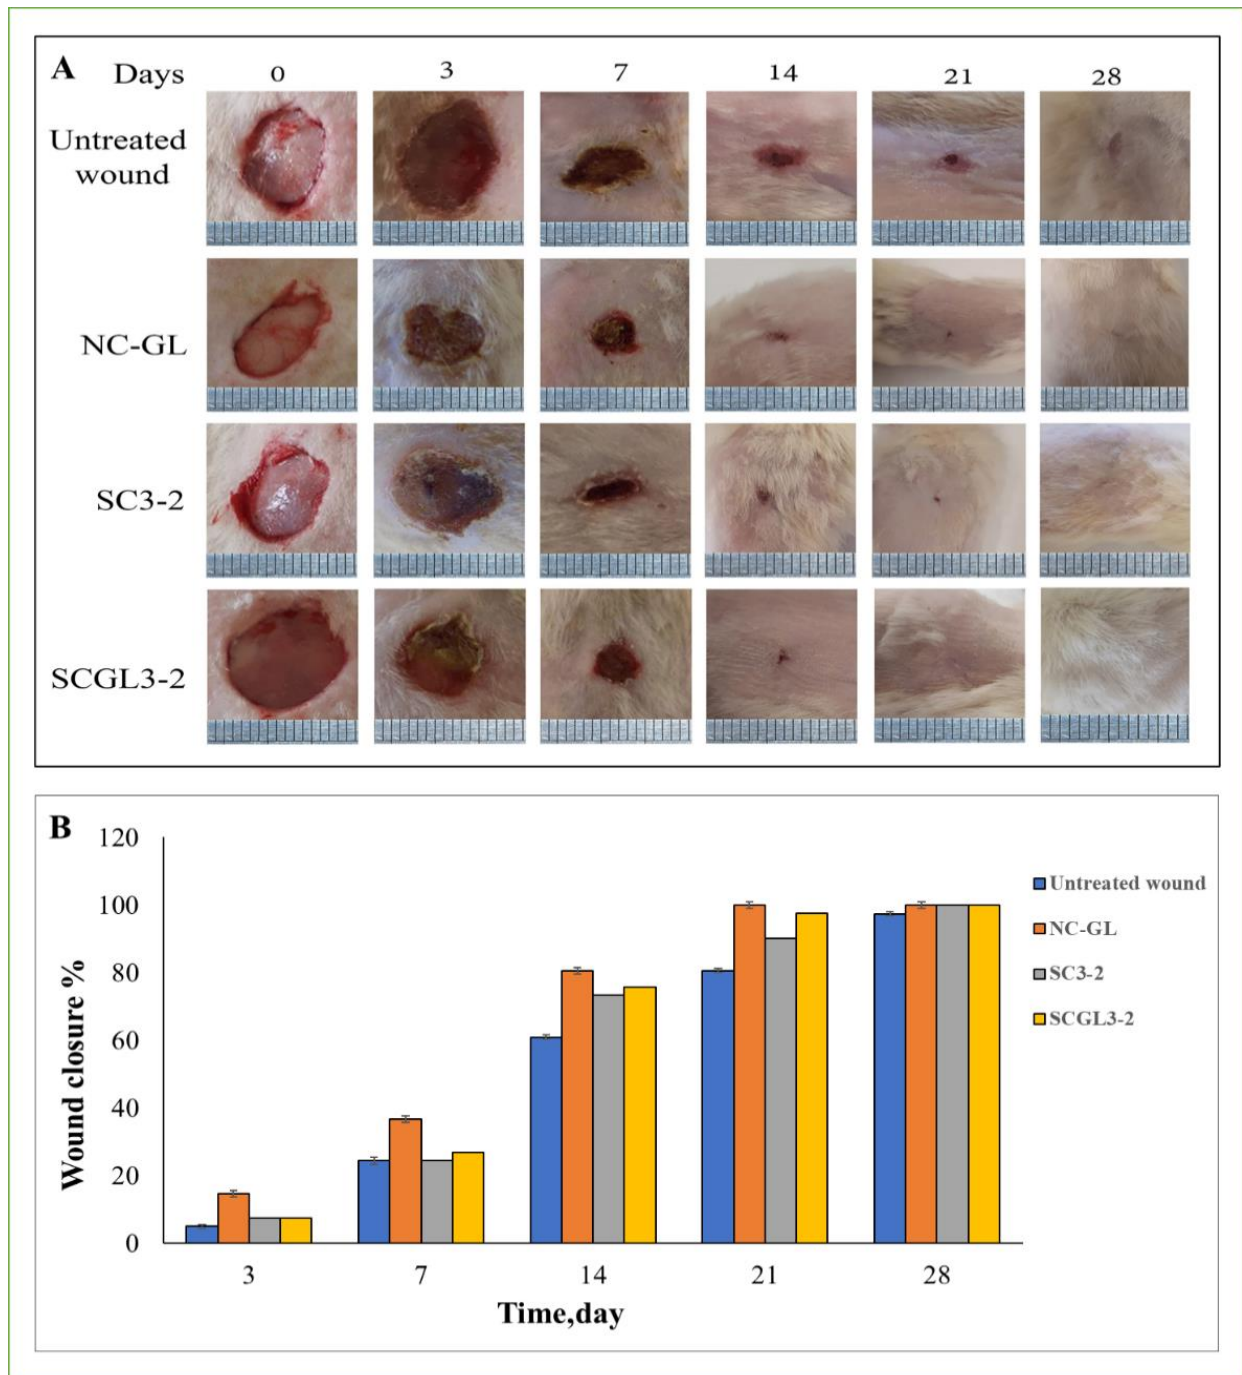 A Days 0 3 7 14 21 28
Untreated
wound
NC-GL
SC3-2
SCGL3-2
B
120
100
80
60
40
20
0
Wound closure %
3 7 14 21 28
Time,day
Untreated wound
NC-GL
SC3-2
SCGL3-2